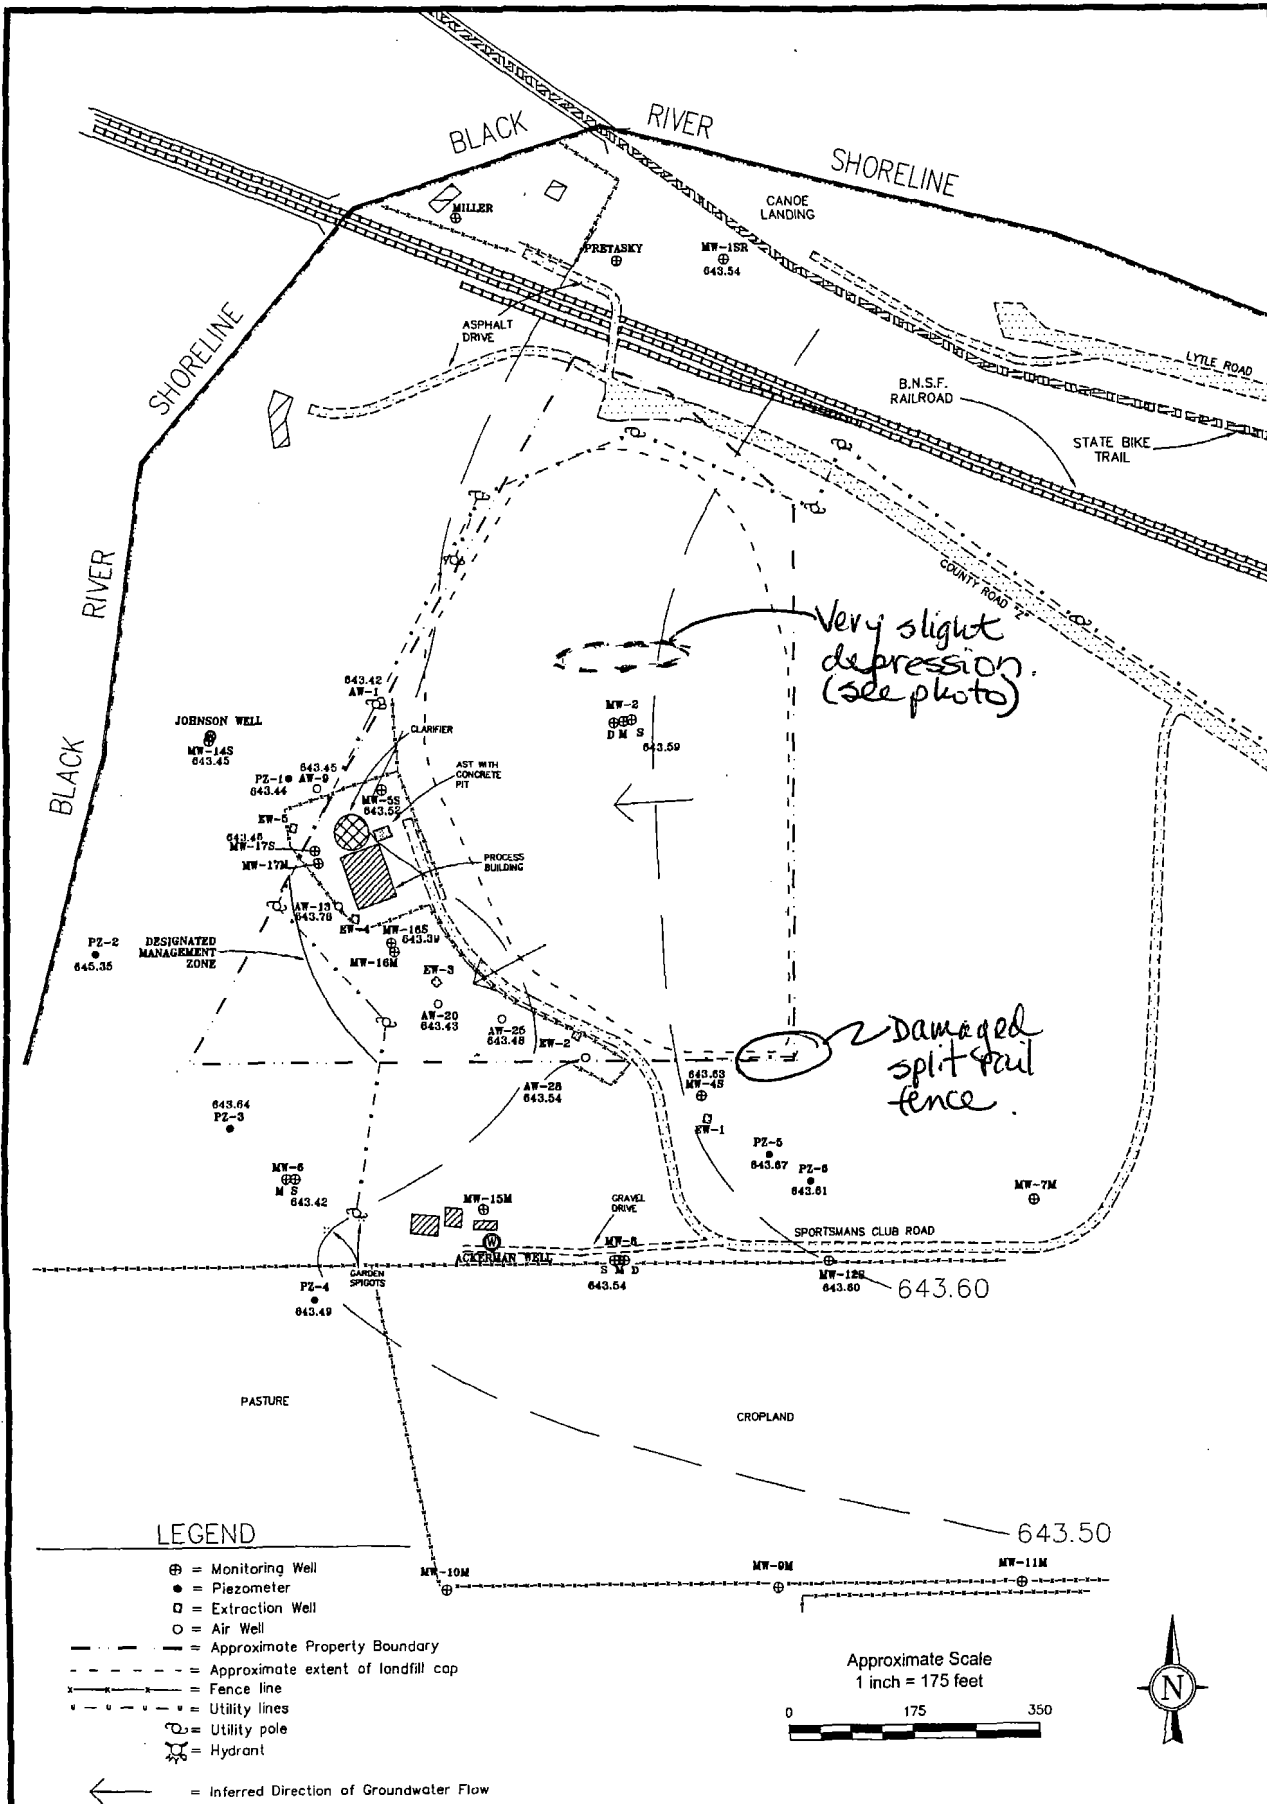 BLACK
RIVER
SHORELINE
CANOE
LANDING
MILLER
PRETASKY
MW-1SR
643.54
SHORELINE
ASPHALT
DRIVE
LYTLE ROAD
B.N.S.F.
RAILROAD
STATE BIKE
TRAIL
COUNTY ROAD "Z"
RIVER
BLACK
Very slight
depression.
(see photo)
643.42
AW-1
JOHNSON WELL
MW-14S
643.45
CLARIFIER
MW-2
D M S
643.59
AST WITH
CONCRETE
PIT
643.45
PZ-1 AW-9
643.44
MW-5S
643.52
EW-5
MW-17S
MW-17M
PROCESS
BUILDING
AW-13
643.78
EW-4
MW-16S
643.39
MW-16M
PZ-2
645.35
DESIGNATED
MANAGEMENT
ZONE
EW-3
AW-20
643.43
AW-25
643.48
EW-2
AW-28
643.54
Damaged
split rail
fence.
643.63
MW-4S
EW-1
643.64
PZ-3
PZ-5
643.67
PZ-6
643.61
MW-6
M S
643.42
MW-15M
MW-7M
GRAVEL
DRIVE
SPORTSMANS CLUB ROAD
ACKERMAN WELL
MW-8
S M D
643.54
GARDEN
SPIGOTS
MW-12S
643.60
643.60
PZ-4
643.49
PASTURE
CROPLAND
643.50
MW-10M
MW-9M
MW-11M
LEGEND
= Monitoring Well
= Piezometer
= Extraction Well
= Air Well
= Approximate Property Boundary
= Approximate extent of landfill cap
= Fence line
= Utility lines
= Utility pole
= Hydrant
= Inferred Direction of Groundwater Flow
Approximate Scale
1 inch = 175 feet
0 175 350
N